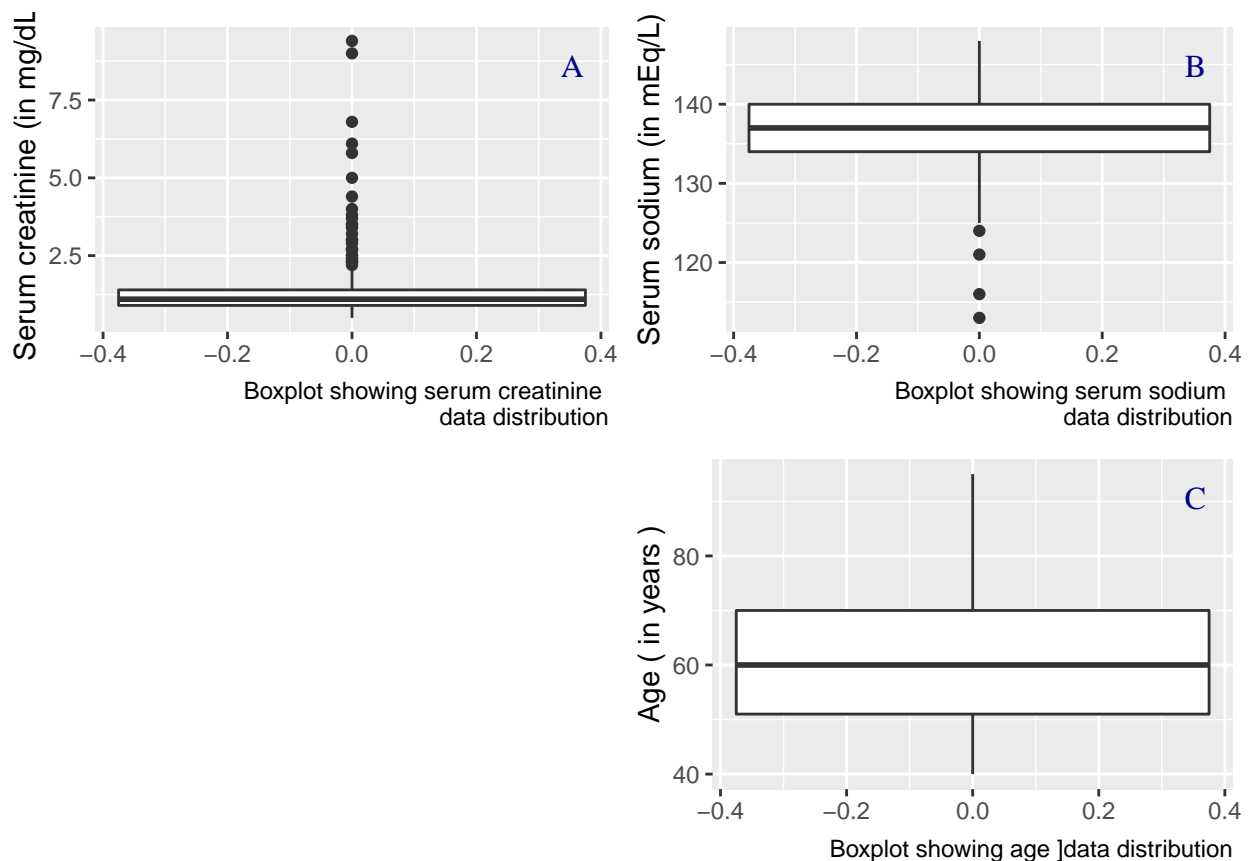 Serum creatinine (in mg/dL
A
7.5
5.0
2.5
−0.4 −0.2 0.0 0.2 0.4
Boxplot showing serum creatinine
data distribution
Serum sodium (in mEq/L)
B
140
130
120
−0.4 −0.2 0.0 0.2 0.4
Boxplot showing serum sodium
data distribution
Age ( in years )
C
80
60
40
−0.4 −0.2 0.0 0.2 0.4
Boxplot showing age ]data distribution